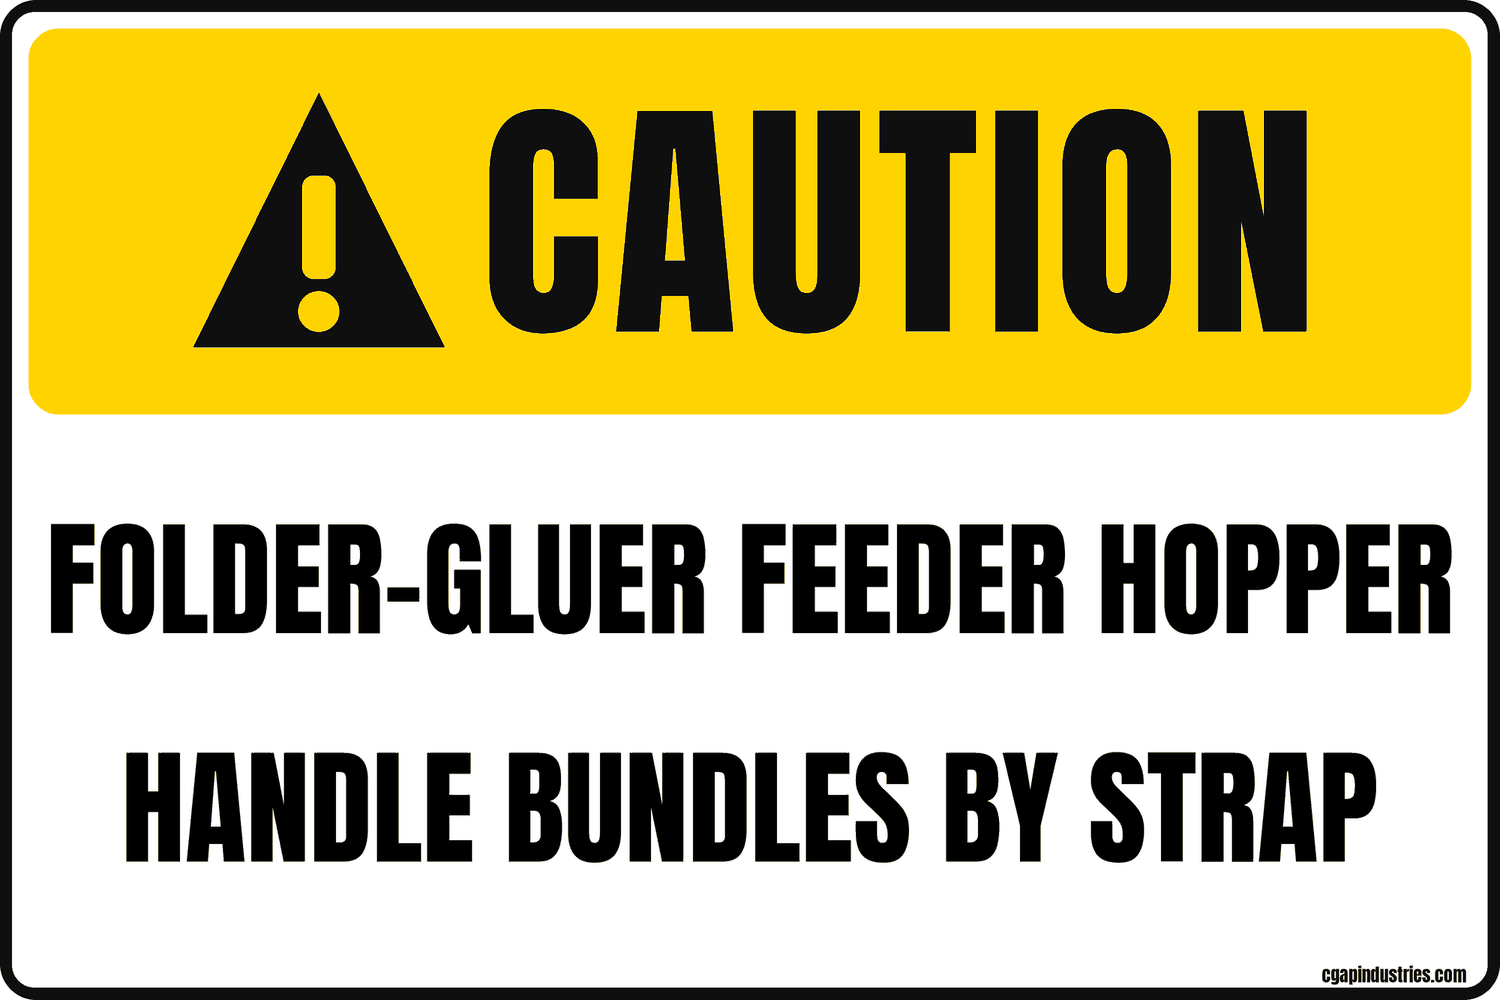 CAUTION
FOLDER-GLUER FEEDER HOPPER
HANDLE BUNDLES BY STRAP
cgapindustries.com